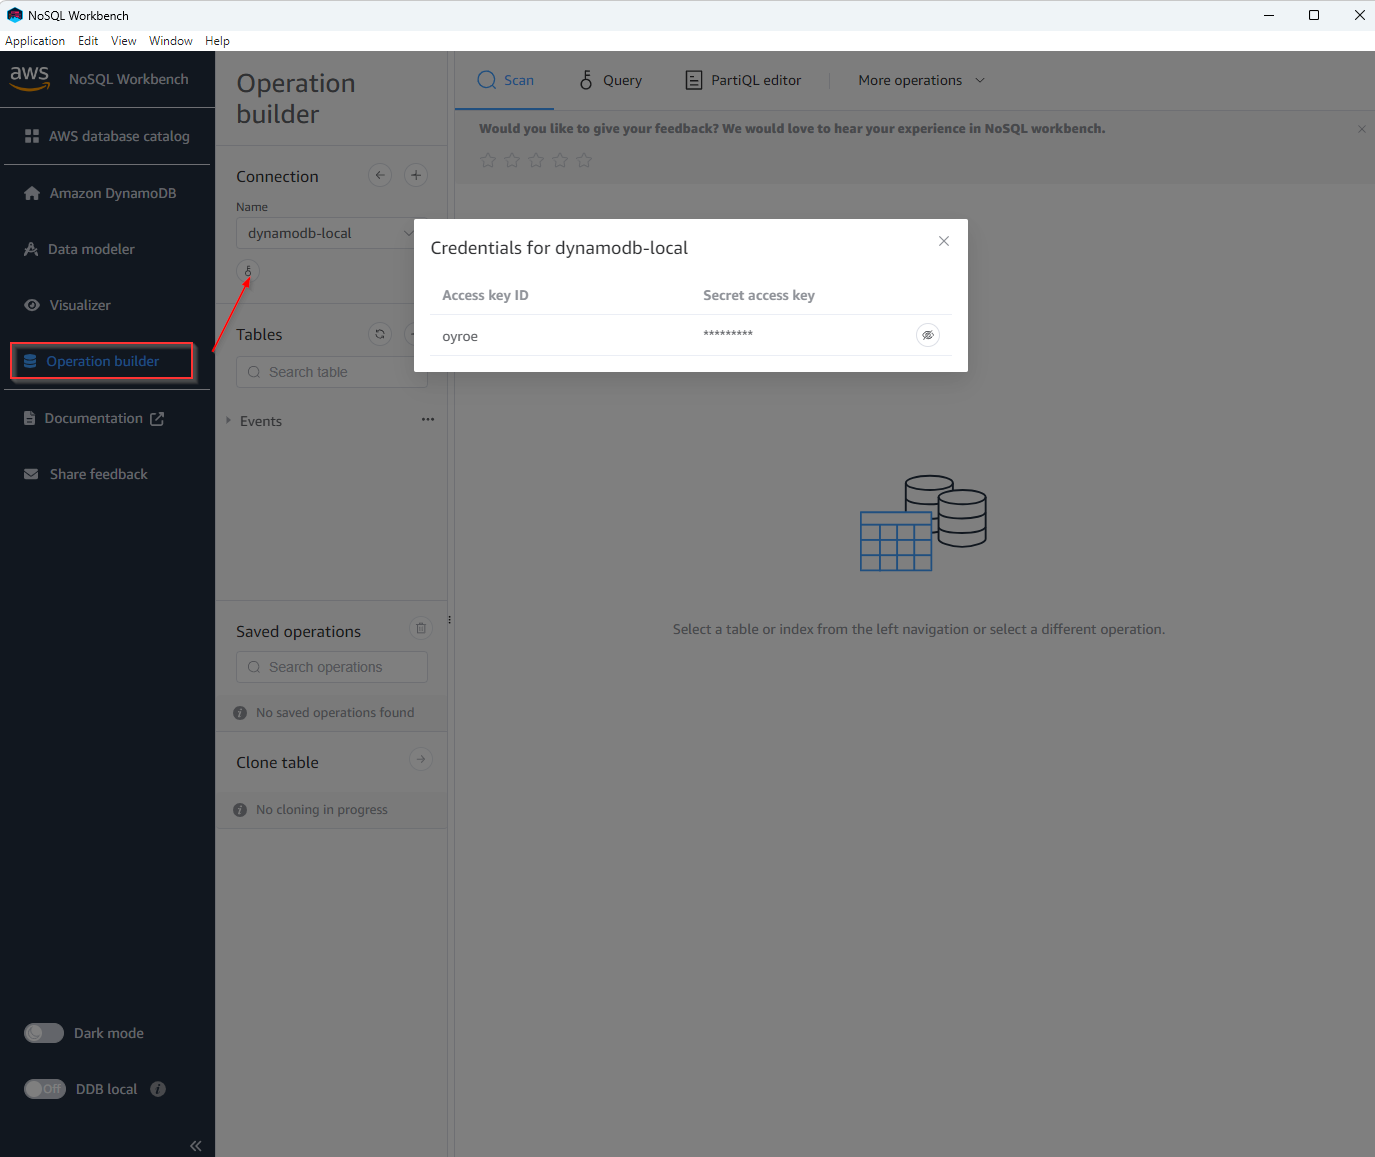 NoSQL Workbench
Application Edit View Window Help
aws NoSQL Workbench
AWS database catalog
Amazon DynamoDB
Data modeler
Visualizer
Operation builder
Documentation
Share feedback
Dark mode
Off DDB local
Operation
builder
Connection
Name
dynamodb-local
Tables
Search table
Events
Saved operations
Search operations
No saved operations found
Clone table
No cloning in progress
Scan Query PartiQL editor More operations
Would you like to give your feedback? We would love to hear your experience in NoSQL workbench.
Credentials for dynamodb-local
Access key ID Secret access key
oyroe *********
Select a table or index from the left navigation or select a different operation.